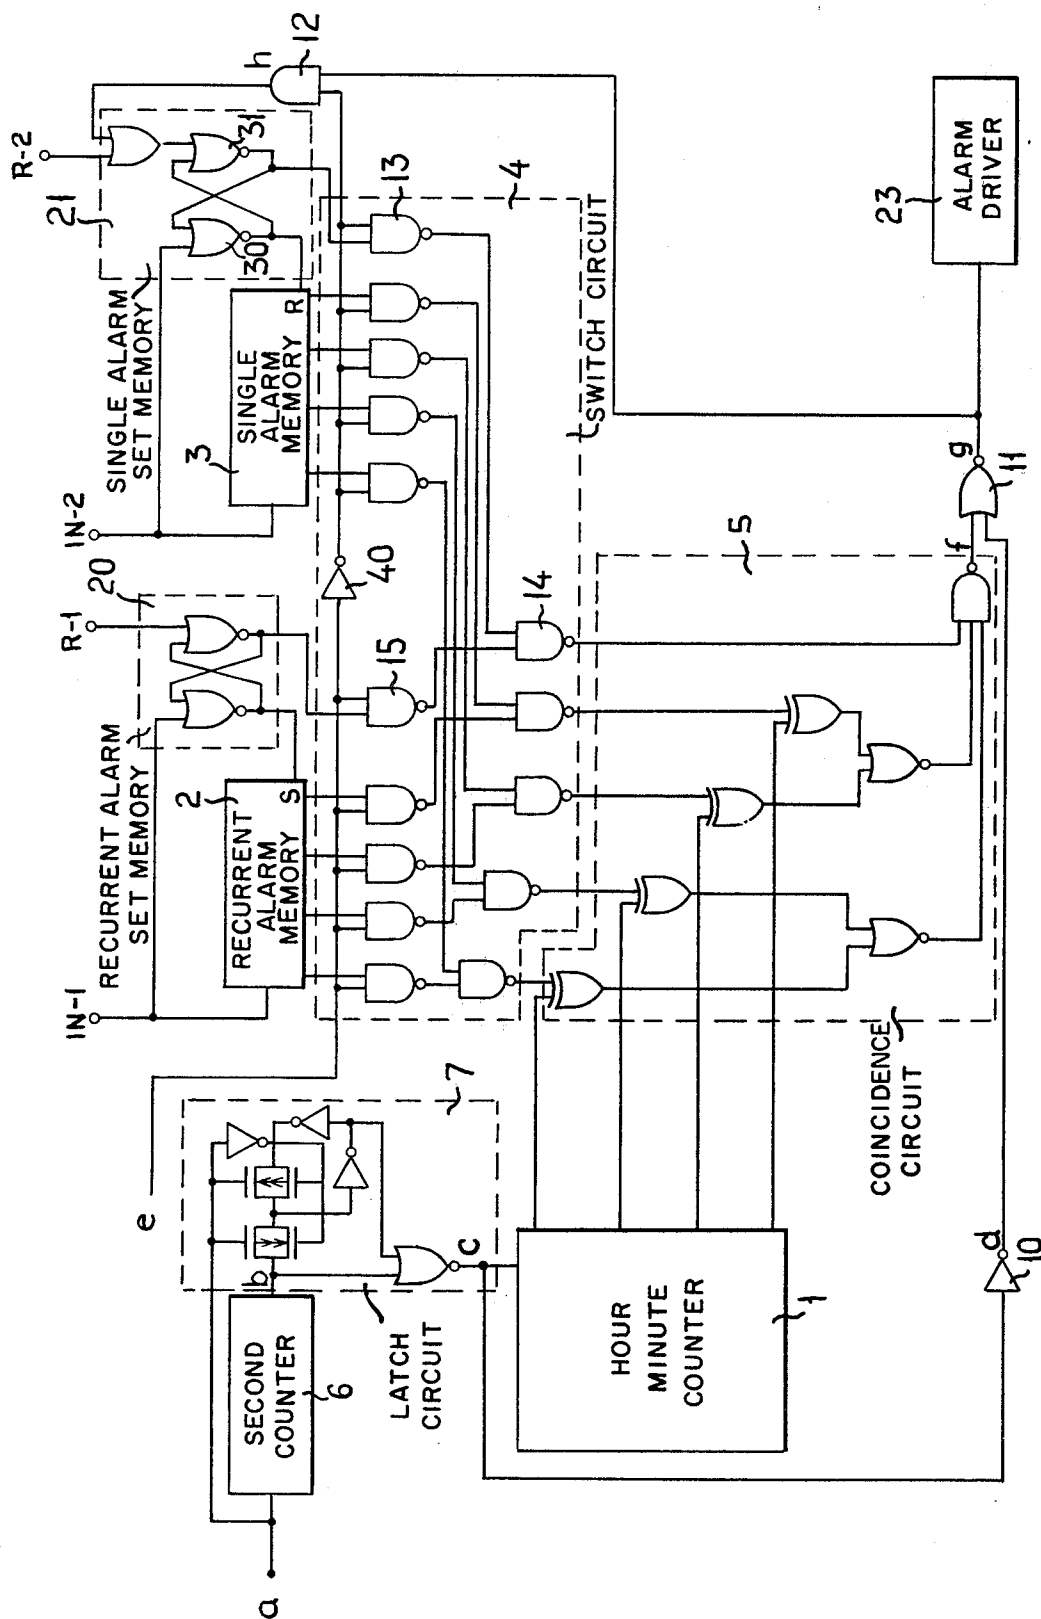 R-2
h
12
31
21
30
SINGLE ALARM
SET MEMORY
IN-2
SINGLE
ALARM
MEMORY
R
3
13
4
SWITCH CIRCUIT
ALARM
DRIVER
23
g
11
f
5
40
14
15
R-1
20
RECURRENT ALARM
SET MEMORY
IN-1
RECURRENT
ALARM
MEMORY
2
S
COINCIDENCE
CIRCUIT
e
7
b
c
LATCH
CIRCUIT
SECOND
COUNTER
6
a
HOUR
MINUTE
COUNTER
1
d
10